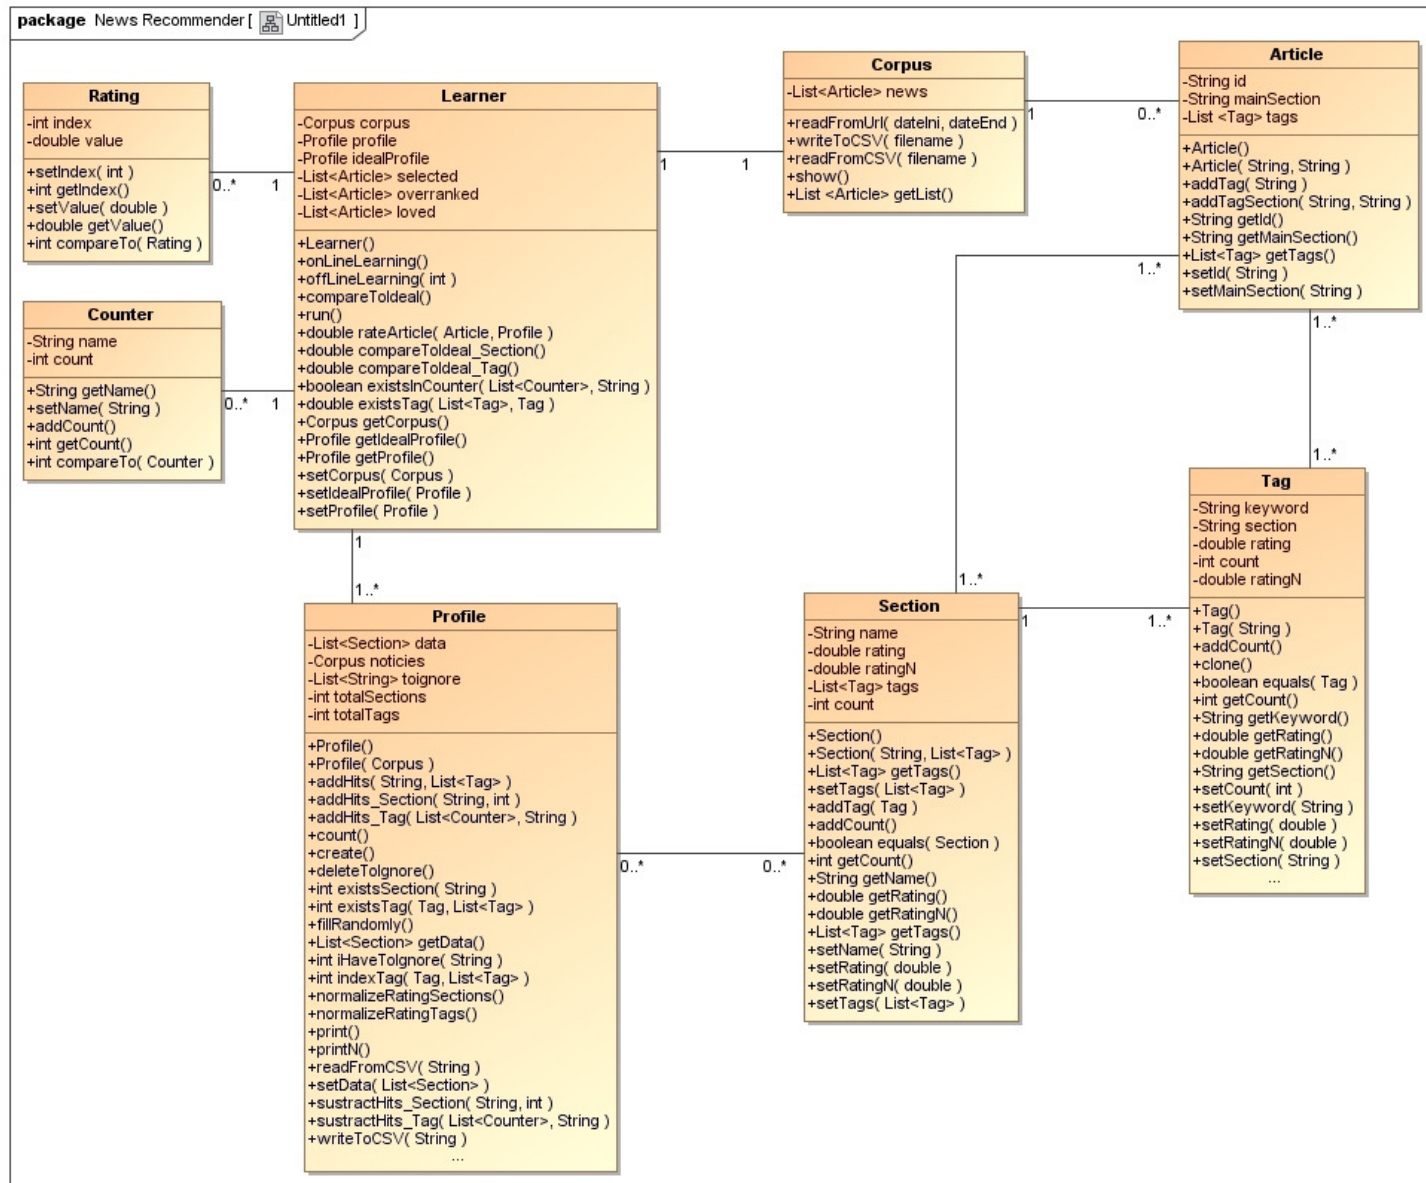 package News Recommender [ Untitled1 ]
Rating
-int index
-double value
+setIndex( int )
+int getIndex()
+setValue( double )
+double getValue()
+int compareTo( Rating )
0..*
1
Counter
-String name
-int count
+String getName()
+setName( String )
+addCount()
+int getCount()
+int compareTo( Counter )
0..*
1
Learner
-Corpus corpus
-Profile profile
-Profile idealProfile
-List<Article> selected
-List<Article> overranked
-List<Article> loved
+Learner()
+onLineLearning()
+offLineLearning( int )
+compareToIdeal()
+run()
+double rateArticle( Article, Profile )
+double compareToIdeal_Section()
+double compareToIdeal_Tag()
+boolean existsInCounter( List<Counter>, String )
+double existsTag( List<Tag>, Tag )
+Corpus getCorpus()
+Profile getIdealProfile()
+Profile getProfile()
+setCorpus( Corpus )
+setIdealProfile( Profile )
+setProfile( Profile )
1
1
Corpus
-List<Article> news
+readFromUrl( dateIni, dateEnd )
+writeToCSV( filename )
+readFromCSV( filename )
+show()
+List <Article> getList()
1
0..*
Article
-String id
-String mainSection
-List <Tag> tags
+Article()
+Article( String, String )
+addTag( String )
+addTagSection( String, String )
+String getId()
+String getMainSection()
+List<Tag> getTags()
+setId( String )
+setMainSection( String )
1..*
1..*
1..*
1..*
1
1..*
Profile
-List<Section> data
-Corpus noticies
-List<String> toignore
-int totalSections
-int totalTags
+Profile()
+Profile( Corpus )
+addHits( String, List<Tag> )
+addHits_Section( String, int )
+addHits_Tag( List<Counter>, String )
+count()
+create()
+deleteToIgnore()
+int existsSection( String )
+int existsTag( Tag, List<Tag> )
+fillRandomly()
+List<Section> getData()
+int iHaveToIgnore( String )
+int indexTag( Tag, List<Tag> )
+normalizeRatingSections()
+normalizeRatingTags()
+print()
+printN()
+readFromCSV( String )
+setData( List<Section> )
+sustractHits_Section( String, int )
+sustractHits_Tag( List<Counter>, String )
+writeToCSV( String )
...
0..*
0..*
Section
-String name
-double rating
-double ratingN
-List<Tag> tags
-int count
+Section()
+Section( String, List<Tag> )
+List<Tag> getTags()
+setTags( List<Tag> )
+addTag( Tag )
+addCount()
+boolean equals( Section )
+int getCount()
+String getName()
+double getRating()
+double getRatingN()
+List<Tag> getTags()
+setName( String )
+setRating( double )
+setRatingN( double )
+setTags( List<Tag> )
1
1..*
Tag
-String keyword
-String section
-double rating
-int count
-double ratingN
+Tag()
+Tag( String )
+addCount()
+clone()
+boolean equals( Tag )
+int getCount()
+String getKeyword()
+double getRating()
+double getRatingN()
+String getSection()
+setCount( int )
+setKeyword( String )
+setRating( double )
+setRatingN( double )
+setSection( String )
...